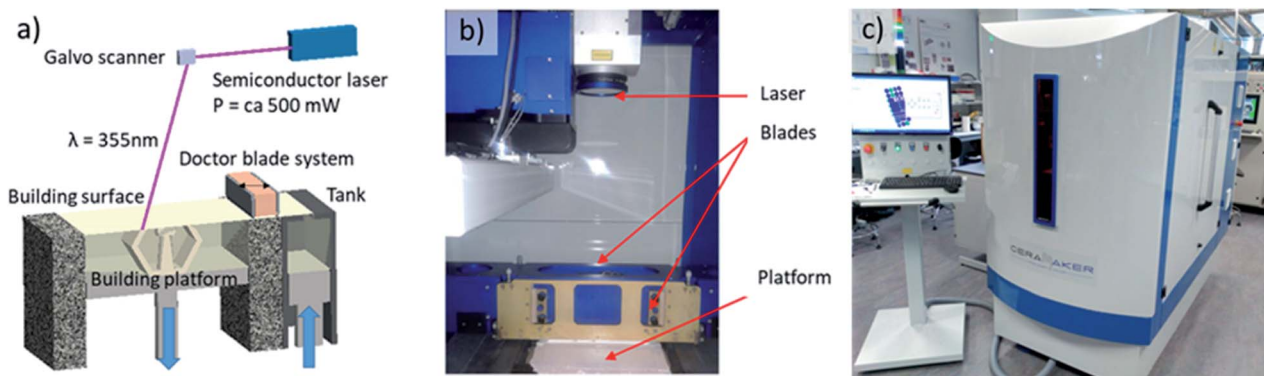 a)
Galvo scanner
Semiconductor laser
P = ca 500 mW
λ = 355nm
Doctor blade system
Building surface
Tank
Building platform
b)
Laser
Blades
Platform
c)
CERAMAKER